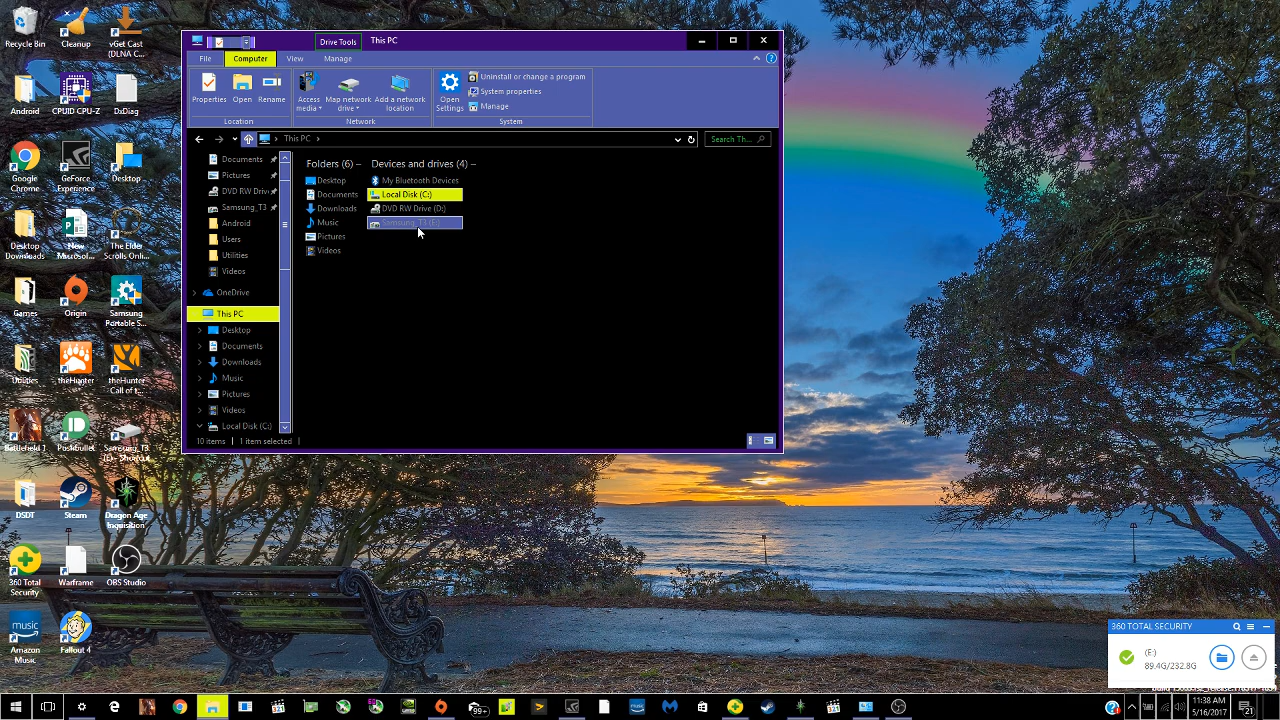 Recycle Bin
Cleanup
vGet Cast
(DLNA C...
Android
CPUID CPU-Z
DxDiag
Google
Chrome
GeForce
Experience
Desktop
Desktop
Downloads
New
Microsof...
The Elder
Scrolls Onli...
Games
Origin
Samsung
Portable S...
Utilities
theHunter
theHunter
Call of t...
Battlefield 1
Pushbullet
Samsung_T3
DSDT
Steam
Dragon Age
Inquisition
360 Total
Security
Warframe
OBS Studio
Amazon
Music
Fallout 4
Drive Tools
This PC
File
Computer
View
Manage
Properties
Open
Rename
Access
media
Map network
drive
Add a network
location
Open
Settings
Uninstall or change a program
System properties
Manage
Location
Network
System
This PC
Search Th...
Documents
Pictures
DVD RW Driv
Samsung_T3
Android
Users
Utilities
Videos
OneDrive
This PC
Desktop
Documents
Downloads
Music
Pictures
Videos
Local Disk (C:)
Folders (6)
Desktop
Documents
Downloads
Music
Pictures
Videos
Devices and drives (4)
My Bluetooth Devices
Local Disk (C:)
DVD RW Drive (D:)
Samsung_T3 (E:)
10 items
1 item selected
360 TOTAL SECURITY
(E:)
89.4G/232.8G
99+
11:38 AM
5/16/2017
21